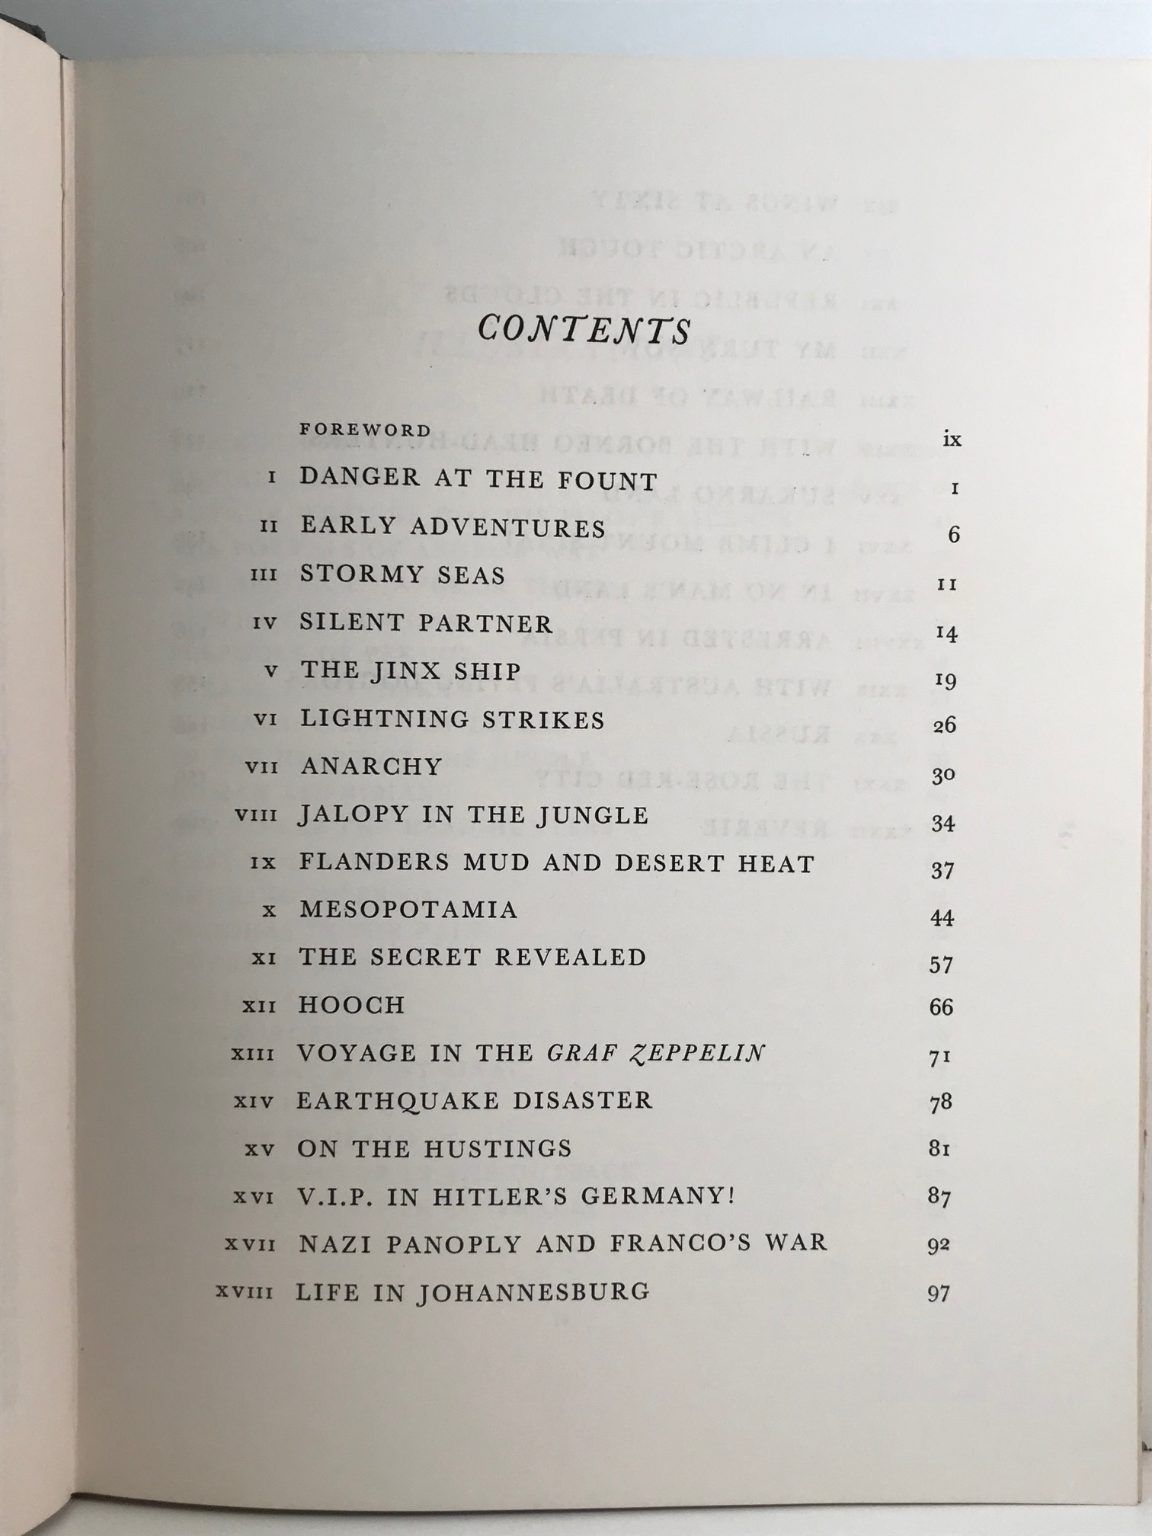 CONTENTS
FOREWORD ix
I DANGER AT THE FOUNT 1
II EARLY ADVENTURES 6
III STORMY SEAS 11
IV SILENT PARTNER 14
V THE JINX SHIP 19
VI LIGHTNING STRIKES 26
VII ANARCHY 30
VIII JALOPY IN THE JUNGLE 34
IX FLANDERS MUD AND DESERT HEAT 37
X MESOPOTAMIA 44
XI THE SECRET REVEALED 57
XII HOOCH 66
XIII VOYAGE IN THE GRAF ZEPPELIN 71
XIV EARTHQUAKE DISASTER 78
XV ON THE HUSTINGS 81
XVI V.I.P. IN HITLER'S GERMANY! 87
XVII NAZI PANOPLY AND FRANCO'S WAR 92
XVIII LIFE IN JOHANNESBURG 97